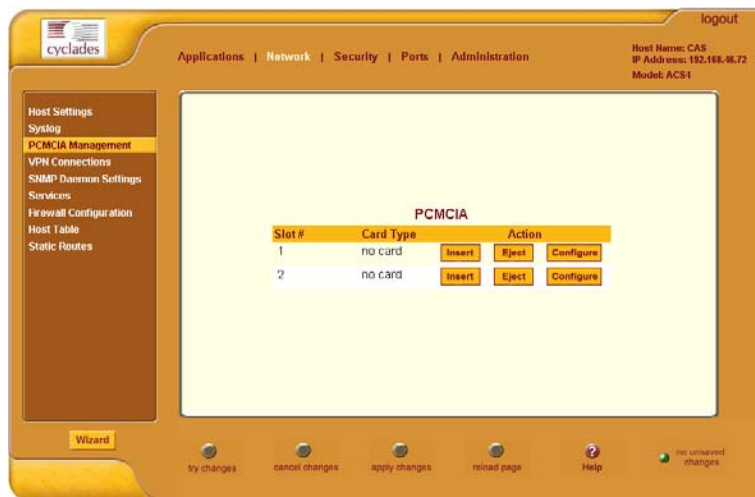 logout
cyclades
Applications | Network | Security | Ports | Administration
Host Name: CAS
IP Address: 192.168.46.72
Model: ACS4
Host Settings
Syslog
PCMCIA Management
VPN Connections
SNMP Daemon Settings
Services
Firewall Configuration
Host Table
Static Routes
PCMCIA
Slot # Card Type Action
1 no card Insert Eject Configure
2 no card Insert Eject Configure
Wizard
try changes
cancel changes
apply changes
reload page
? Help
no unsaved changes